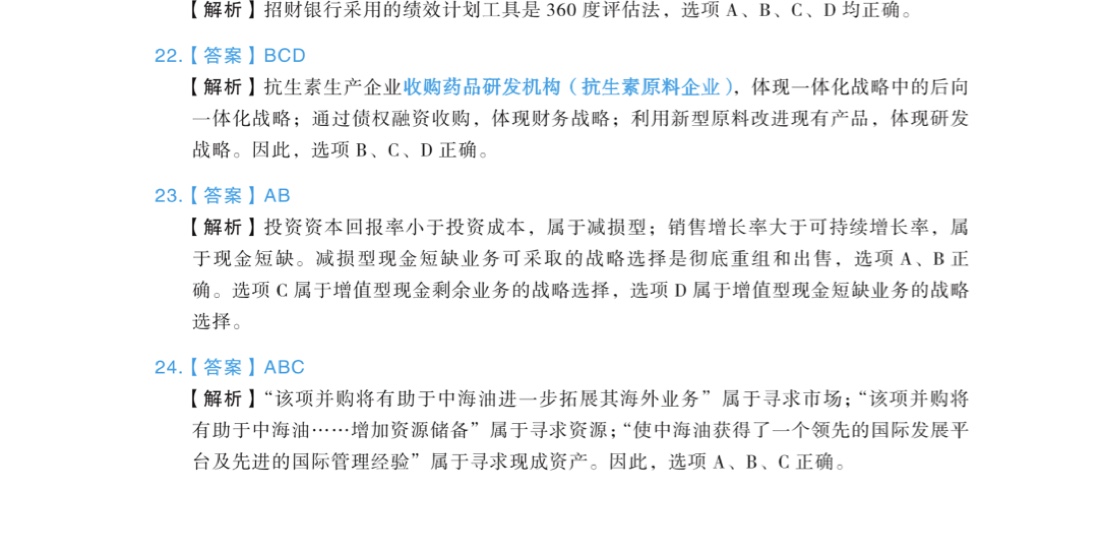 【解析】招财银行采用的绩效计划工具是 360 度评估法，选项 A、B、C、D 均正确。
22.【答案】BCD
【解析】抗生素生产企业收购药品研发机构（抗生素原料企业），体现一体化战略中的后向
一体化战略；通过债权融资收购，体现财务战略；利用新型原料改进现有产品，体现研发
战略。因此，选项 B、C、D 正确。
23.【答案】AB
【解析】投资资本回报率小于投资成本，属于减损型；销售增长率大于可持续增长率，属
于现金短缺。减损型现金短缺业务可采取的战略选择是彻底重组和出售，选项 A、B 正
确。选项 C 属于增值型现金剩余业务的战略选择，选项 D 属于增值型现金短缺业务的战略
选择。
24.【答案】ABC
【解析】“该项并购将有助于中海油进一步拓展其海外业务”属于寻求市场；“该项并购将
有助于中海油……增加资源储备”属于寻求资源；“使中海油获得了一个领先的国际发展平
台及先进的国际管理经验”属于寻求现成资产。因此，选项 A、B、C 正确。